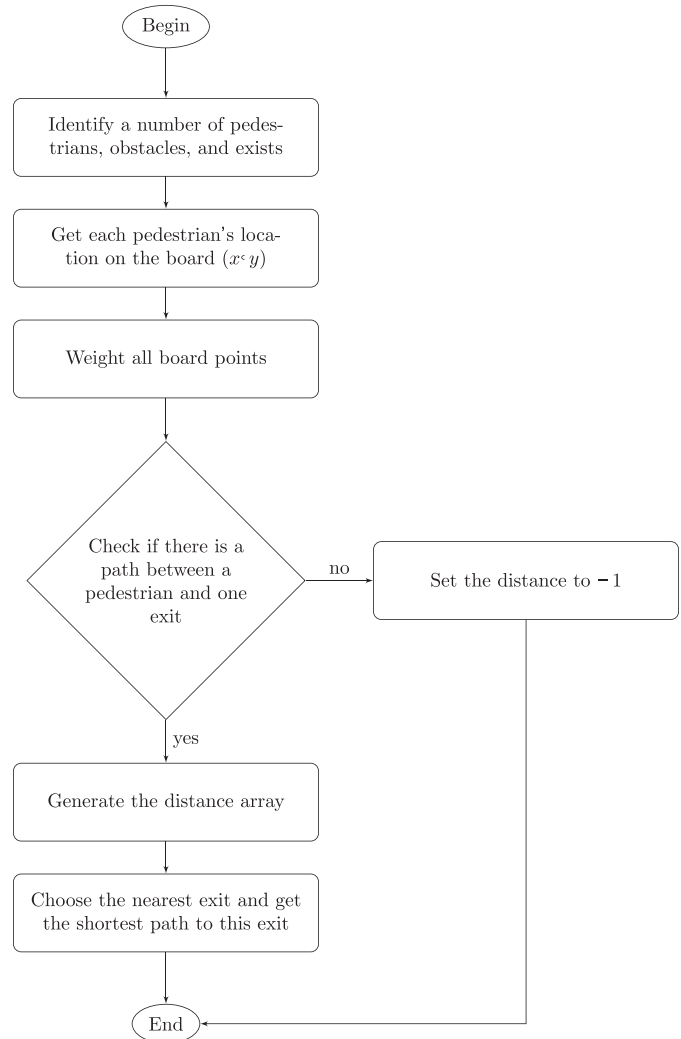 Begin
Identify a number of pedes-
trians, obstacles, and exists
Get each pedestrian's loca-
tion on the board (x، y)
Weight all board points
Check if there is a
path between a
pedestrian and one
exit
no
Set the distance to −1
yes
Generate the distance array
Choose the nearest exit and get
the shortest path to this exit
End